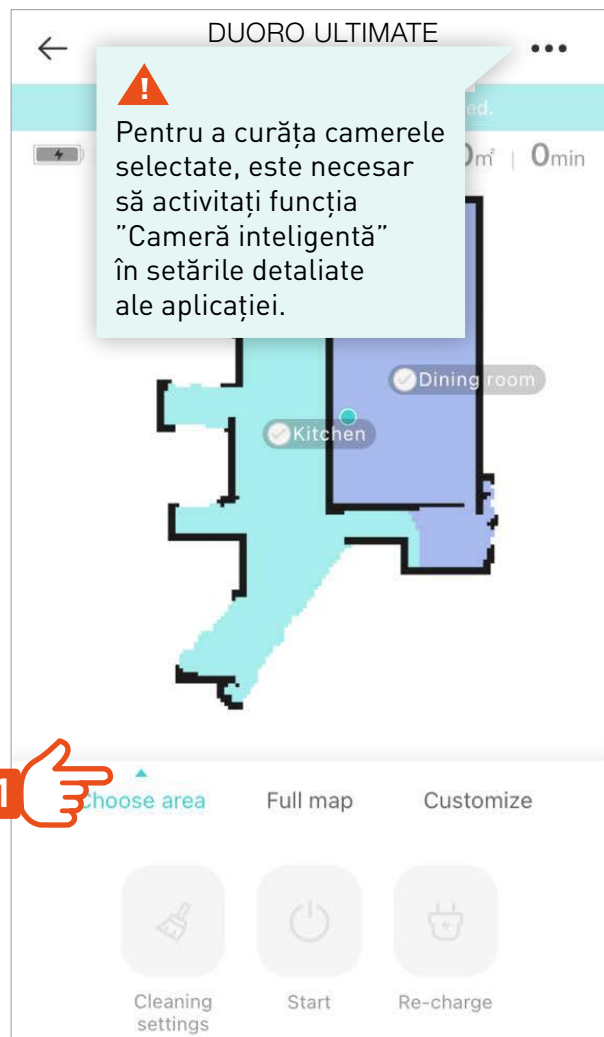 DUORO ULTIMATE
ed.
Pentru a curăța camerele
selectate, este necesar
să activitați funcția
”Cameră inteligentă”
în setările detaliate
ale aplicației.
m² | 0min
Dining room
Kitchen
1
Choose area Full map Customize
Cleaning settings
Start
Re-charge